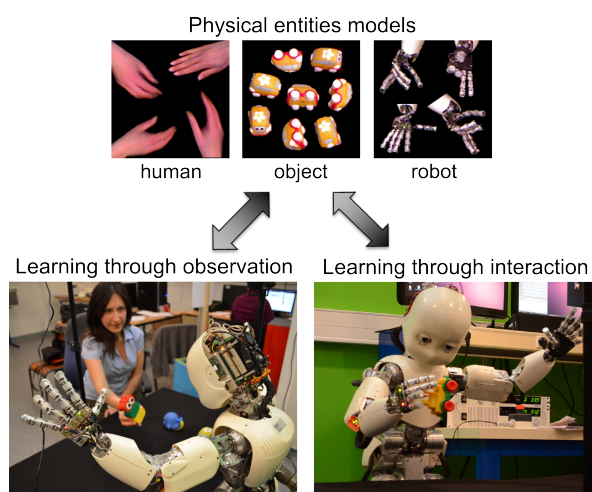 Physical entities models
human
object
robot
Learning through observation
Learning through interaction